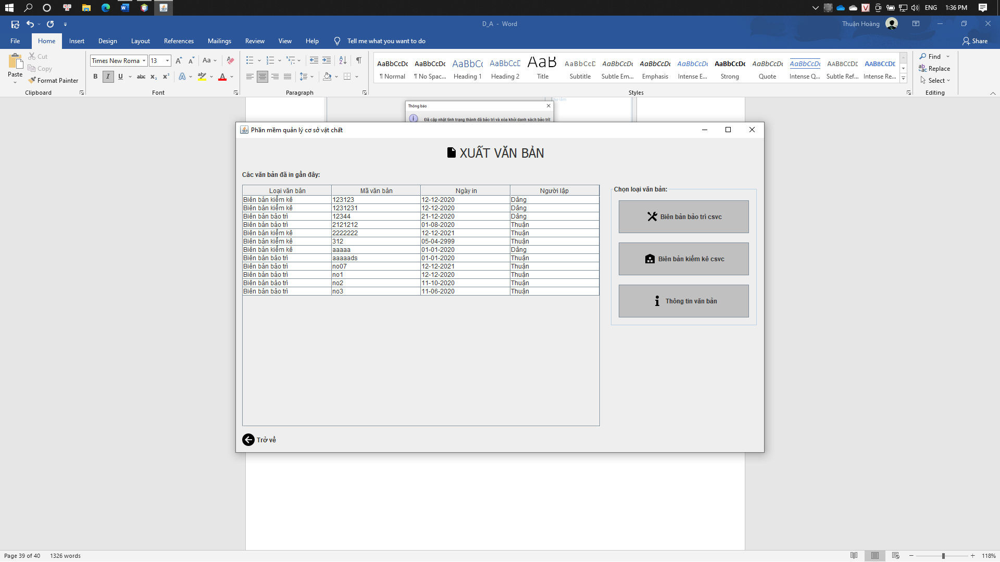 ENG 1:36 PM
D_A - Word
Thuận Hoàng
File Home Insert Design Layout References Mailings Review View Help Tell me what you want to do Share
Paste
Cut
Copy
Format Painter
Clipboard
Times New Roma 13
Font
Paragraph
AaBbCcDc AaBbCcDc AaBbCc AaBbCcD AaB AaBbCcD AaBbCcDc AaBbCcDc AaBbCcDc AaBbCcDc AaBbCcDc AaBbCcDc AABBCCDE AABBCCDE
¶ Normal ¶ No Spac... Heading 1 Heading 2 Title Subtitle Subtle Em... Emphasis Intense E... Strong Quote Intense Q... Subtle Ref... Intense Re...
Styles
Find
Replace
Select
Editing
Thông báo
Đã cập nhật tình trạng thành đã bảo trì và xóa khỏi danh sách bảo trì!
Phần mềm quản lý cơ sở vật chất
XUẤT VĂN BẢN
Các văn bản đã in gần đây:
Loại văn bản Mã văn bản Ngày in Người lập
Biên bản kiểm kê 123123 12-12-2020 Dâng
Biên bản kiểm kê 1231231 12-12-2020 Dâng
Biên bản bảo trì 12344 21-12-2020 Dâng
Biên bản bảo trì 2121212 01-08-2020 Thuận
Biên bản kiểm kê 2222222 12-12-2021 Thuận
Biên bản kiểm kê 312 05-04-2999 Thuận
Biên bản kiểm kê aaaaa 01-01-2020 Dâng
Biên bản bảo trì aaaaads 01-01-2020 Thuận
Biên bản bảo trì no07 12-12-2021 Thuận
Biên bản bảo trì no1 12-12-2020 Thuận
Biên bản bảo trì no2 11-10-2020 Thuận
Biên bản bảo trì no3 11-06-2020 Thuận
Chọn loại văn bản:
Biên bản bảo trì csvc
Biên bản kiểm kê csvc
Thông tin văn bản
Trở về
Page 39 of 40 1326 words
118%